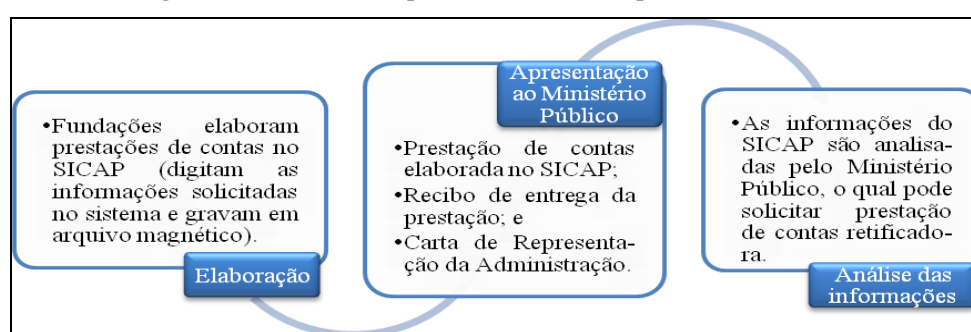 •Fundações elaboram
prestações de contas no
SICAP (digitam as
informações solicitadas
no sistema e gravam em
arquivo magnético).
Elaboração
Apresentação
ao Ministério
Público
•Prestação de contas
elaborada no SICAP;
•Recibo de entrega da
prestação; e
•Carta de Representa-
ção da Administração.
•As informações do
SICAP são analisa-
das pelo Ministério
Público, o qual pode
solicitar prestação
de contas retificado-
ra.
Análise das
informações